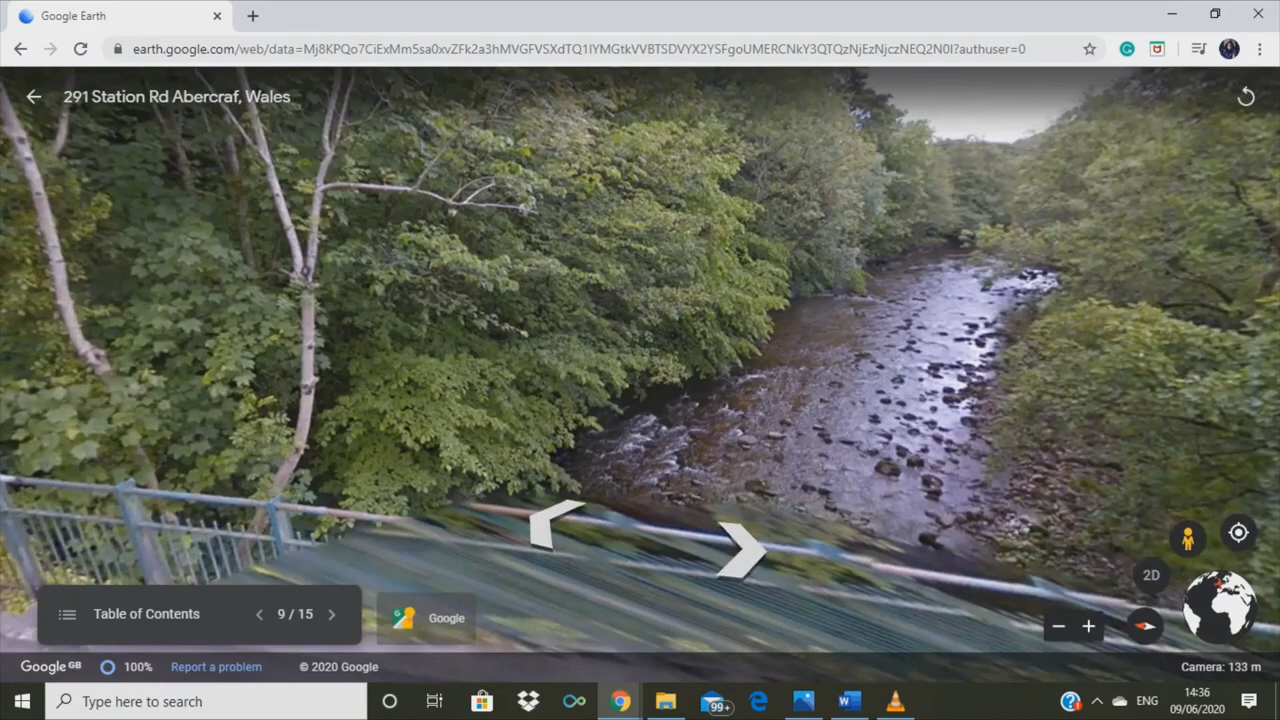 Google Earth
earth.google.com/web/data=Mj8KPQo7CiExMm5sa0xvZFk2a3hMVGFVSXdTQ1lYMGtkVVBTSDVYX2YSFgoUMERCNkY3QTQzNjEzNjczNEQ2N0I?authuser=0
291 Station Rd Abercraf, Wales
2D
Table of Contents
9 / 15
Google
Google GB
100%
Report a problem
© 2020 Google
Camera: 133 m
Type here to search
99+
ENG
14:36
09/06/2020